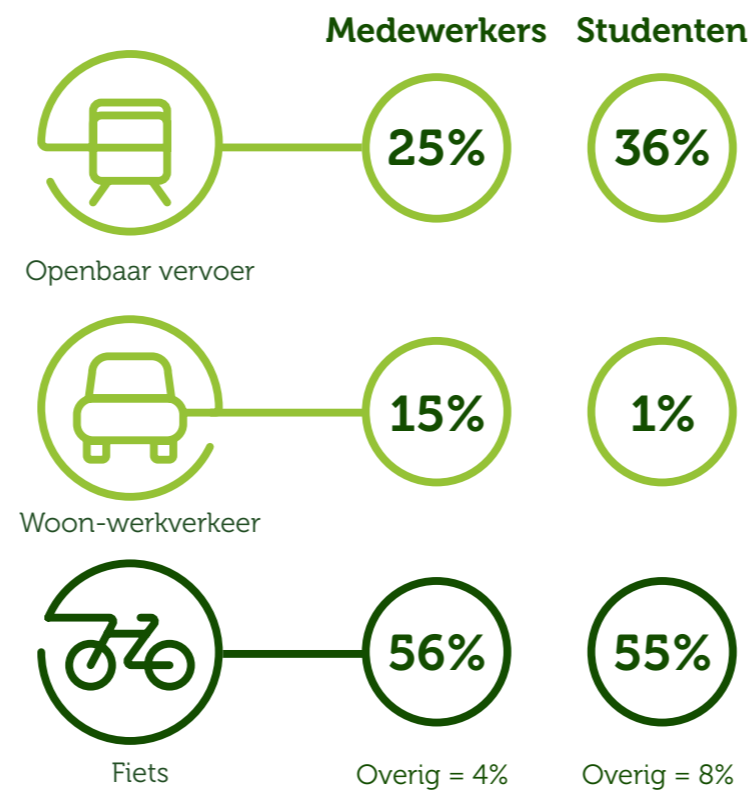 Medewerkers Studenten
25% 36%
Openbaar vervoer
15% 1%
Woon-werkverkeer
56% 55%
Fiets Overig = 4% Overig = 8%